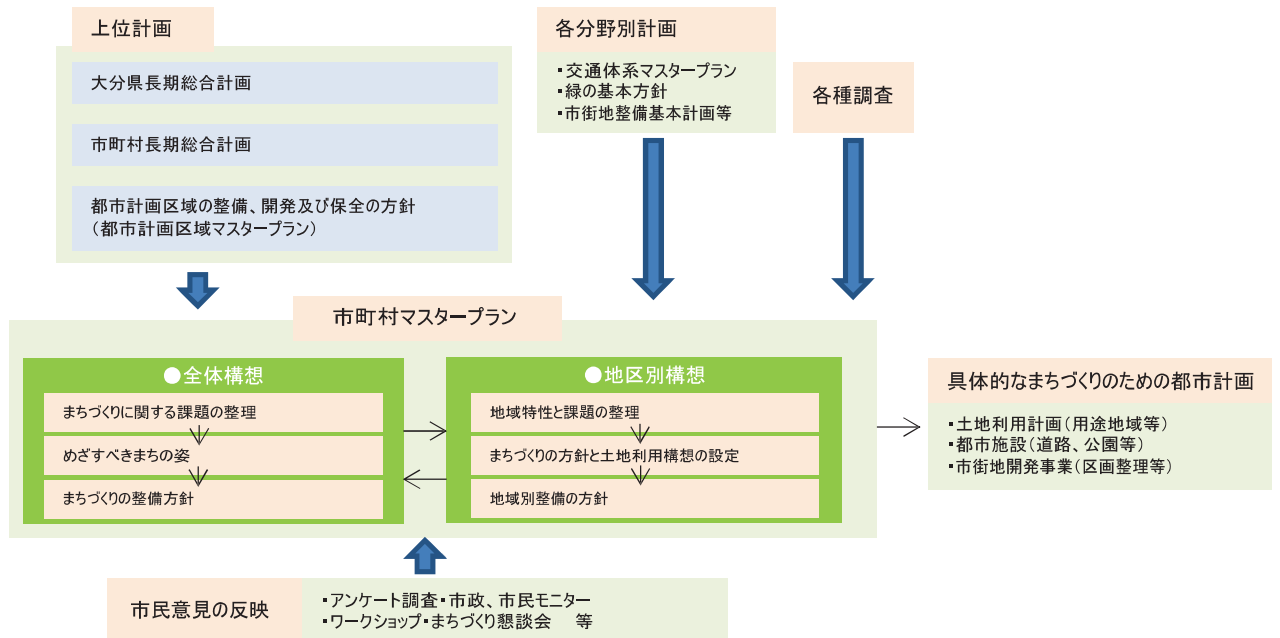 上位計画
大分県長期総合計画
市町村長期総合計画
都市計画区域の整備、開発及び保全の方針
（都市計画区域マスタープラン）
各分野別計画
・交通体系マスタープラン
・緑の基本方針
・市街地整備基本計画等
各種調査
市町村マスタープラン
●全体構想
まちづくりに関する課題の整理
めざすべきまちの姿
まちづくりの整備方針
●地区別構想
地域特性と課題の整理
まちづくりの方針と土地利用構想の設定
地域別整備の方針
具体的なまちづくりのための都市計画
・土地利用計画（用途地域等）
・都市施設（道路、公園等）
・市街地開発事業（区画整理等）
市民意見の反映
・アンケート調査・市政、市民モニター
・ワークショップ・まちづくり懇談会　等